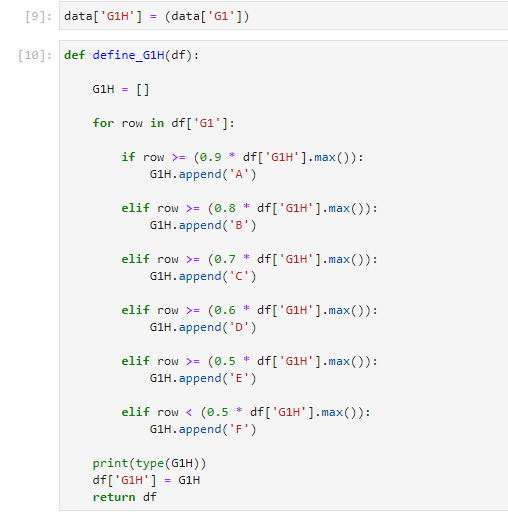 [9]: data['G1H'] = (data['G1'])
[10]: def define_G1H(df):
G1H = []
for row in df['G1']:
if row >= (0.9 * df['G1H'].max()):
G1H.append('A')
elif row >= (0.8 * df['G1H'].max()):
G1H.append('B')
elif row >= (0.7 * df['G1H'].max()):
G1H.append('C')
elif row >= (0.6 * df['G1H'].max()):
G1H.append('D')
elif row >= (0.5 * df['G1H'].max()):
G1H.append('E')
elif row < (0.5 * df['G1H'].max()):
G1H.append('F')
print(type(G1H))
df['G1H'] = G1H
return df